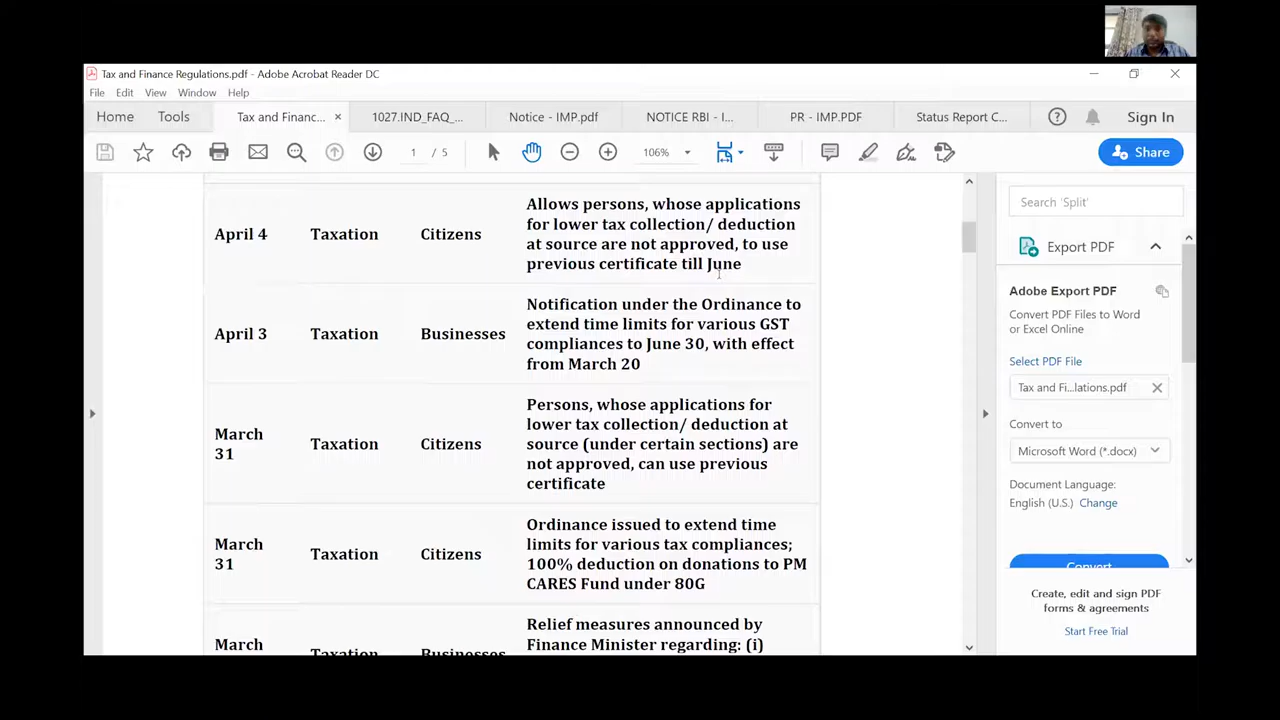 Tax and Finance Regulations.pdf - Adobe Acrobat Reader DC
File Edit View Window Help
Home Tools Tax and Financ... × 1027.IND_FAQ_... Notice - IMP.pdf NOTICE RBI - I... PR - IMP.PDF Status Report C... Sign In
1 / 5 106% Share
April 4 Taxation Citizens
Allows persons, whose applications
for lower tax collection/ deduction
at source are not approved, to use
previous certificate till June
April 3 Taxation Businesses
Notification under the Ordinance to
extend time limits for various GST
compliances to June 30, with effect
from March 20
March
31
Taxation Citizens
Persons, whose applications for
lower tax collection/ deduction at
source (under certain sections) are
not approved, can use previous
certificate
March
31
Taxation Citizens
Ordinance issued to extend time
limits for various tax compliances;
100% deduction on donations to PM
CARES Fund under 80G
March
Taxation Businesses
Relief measures announced by
Finance Minister regarding: (i)
Search 'Split'
Export PDF
Adobe Export PDF
Convert PDF Files to Word
or Excel Online
Select PDF File
Tax and Fi...lations.pdf
Convert to
Microsoft Word (*.docx)
Document Language:
English (U.S.) Change
Convert
Create, edit and sign PDF
forms & agreements
Start Free Trial